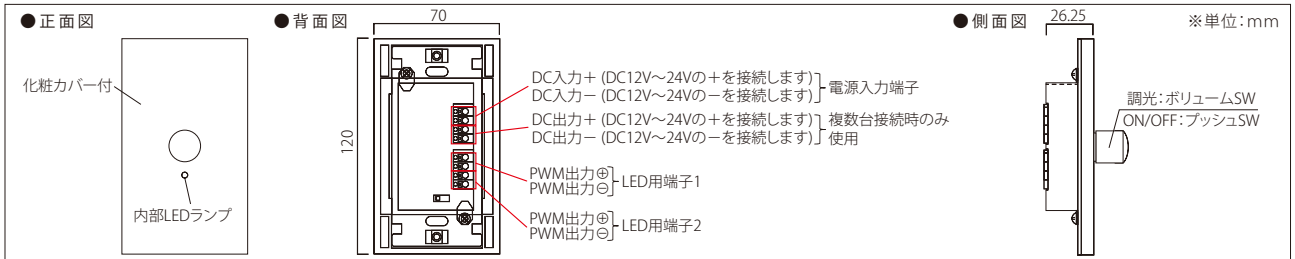 ●正面図
化粧カバー付
内部LEDランプ
●背面図
70
120
DC入力+ (DC12V〜24Vの+を接続します)
DC入力− (DC12V〜24Vの−を接続します)
電源入力端子
DC出力+ (DC12V〜24Vの+を接続します)
DC出力− (DC12V〜24Vの−を接続します)
複数台接続時のみ
使用
PWM出力⊕
PWM出力⊖
LED用端子1
PWM出力⊕
PWM出力⊖
LED用端子2
●側面図
26.25
※単位:mm
調光:ボリュームSW
ON/OFF:プッシュSW